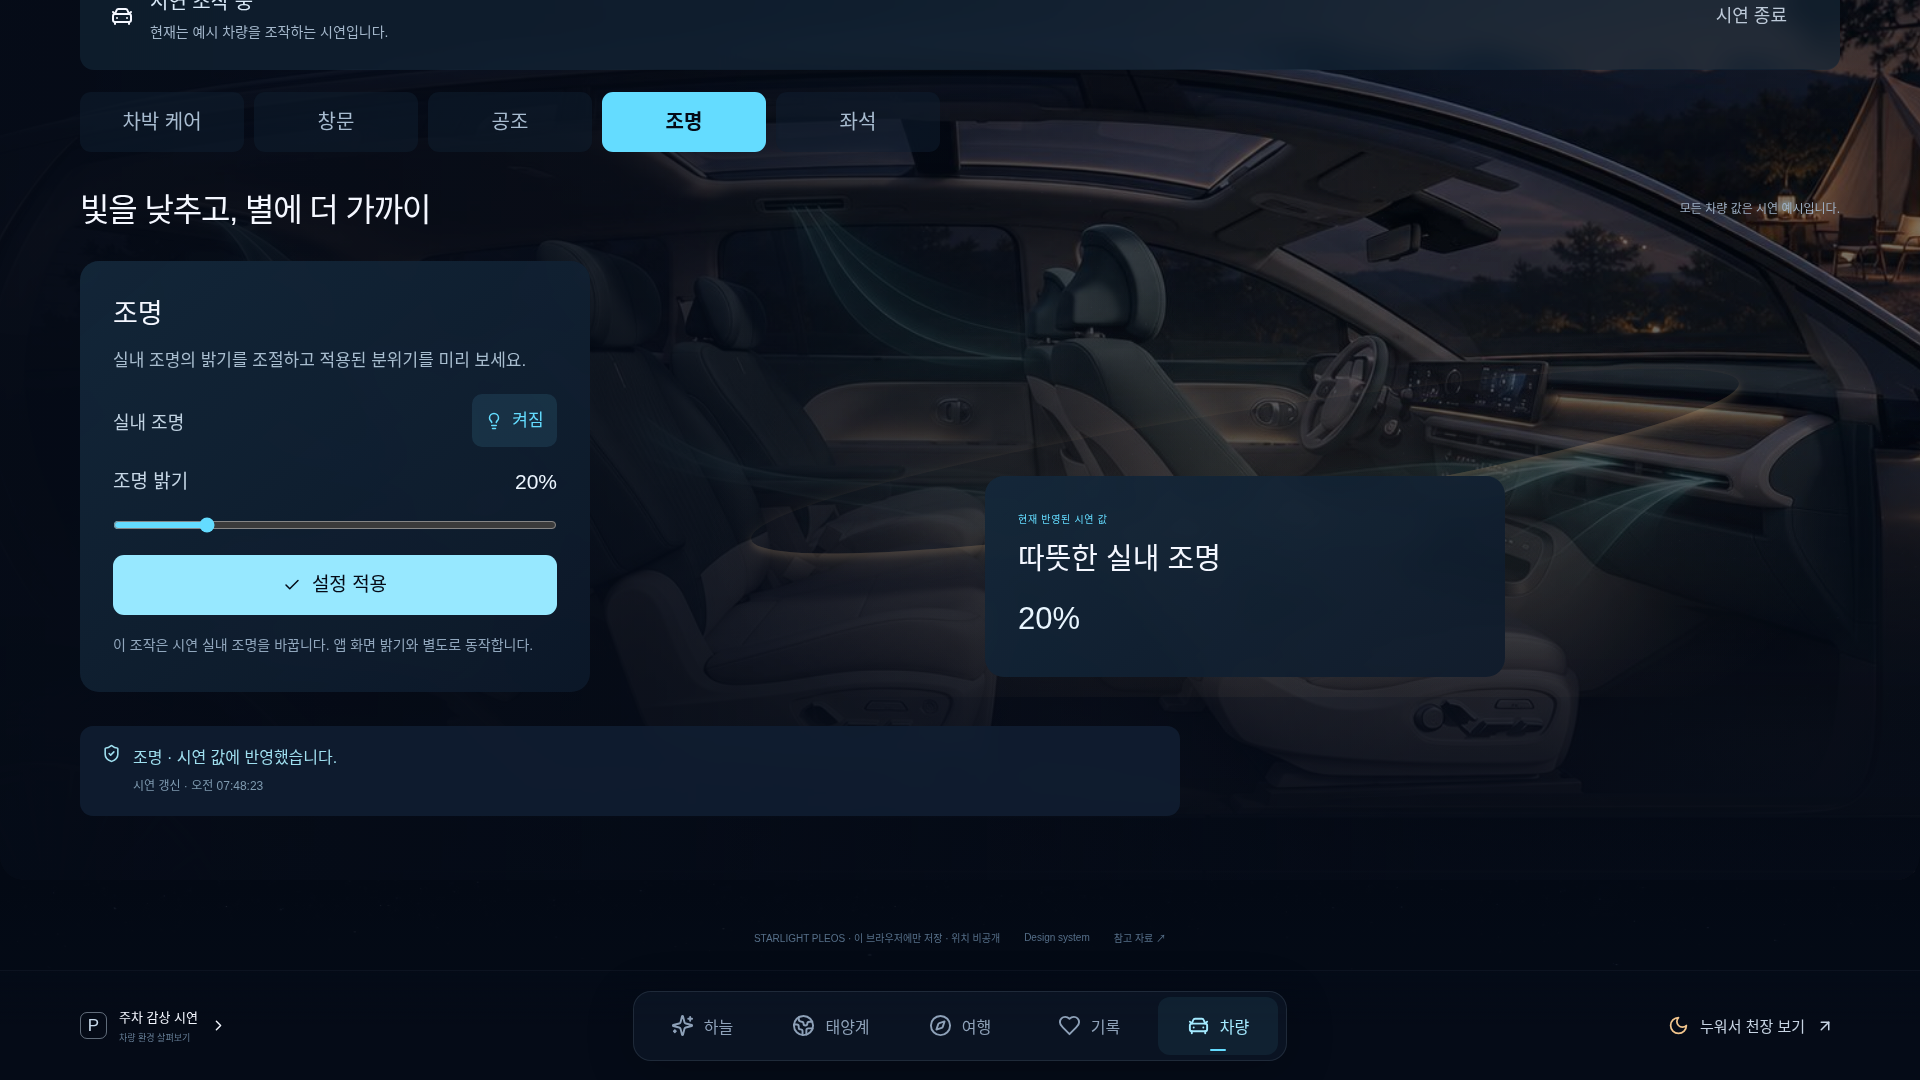 시연 조작 중
현재는 예시 차량을 조작하는 시연입니다.
시연 종료
차박 케어
창문
공조
조명
좌석
빛을 낮추고, 별에 더 가까이
모든 차량 값은 시연 예시입니다.
조명
실내 조명의 밝기를 조절하고 적용된 분위기를 미리 보세요.
실내 조명
켜짐
조명 밝기
20%
설정 적용
이 조작은 시연 실내 조명을 바꿉니다. 앱 화면 밝기와 별도로 동작합니다.
현재 반영된 시연 값
따뜻한 실내 조명
20%
조명 · 시연 값에 반영했습니다.
시연 갱신 · 오전 07:48:23
STARLIGHT PLEOS · 이 브라우저에만 저장 · 위치 비공개
Design system
참고 자료 ↗
P
주차 감상 시연
차량 환경 살펴보기
하늘
태양계
여행
기록
차량
누워서 천장 보기